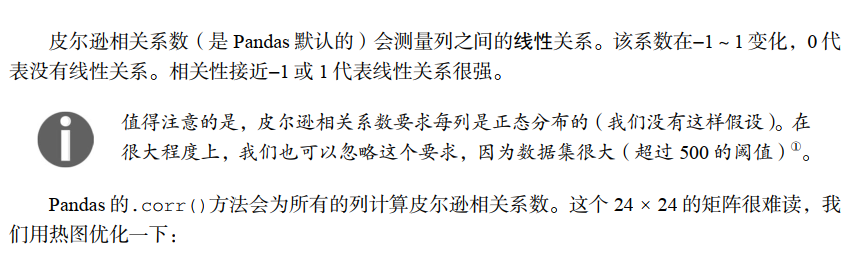 皮尔逊相关系数（是 Pandas 默认的）会测量列之间的线性关系。该系数在–1 ~ 1 变化，0 代
表没有线性关系。相关性接近–1 或 1 代表线性关系很强。
值得注意的是，皮尔逊相关系数要求每列是正态分布的（我们没有这样假设）。在
很大程度上，我们也可以忽略这个要求，因为数据集很大（超过 500 的阈值）①。
Pandas 的.corr()方法会为所有的列计算皮尔逊相关系数。这个 24 × 24 的矩阵很难读，我
们用热图优化一下：